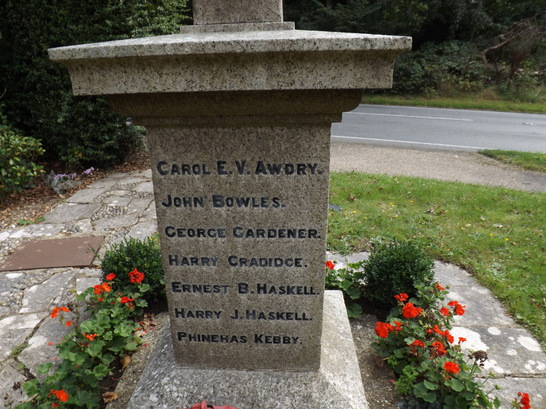 CAROL E.V. AWDRY.
JOHN BOWLES.
GEORGE GARDENER.
HARRY GRADIDGE.
ERNEST B. HASKELL.
HARRY J. HASKELL.
PHINEHAS KEBBY.